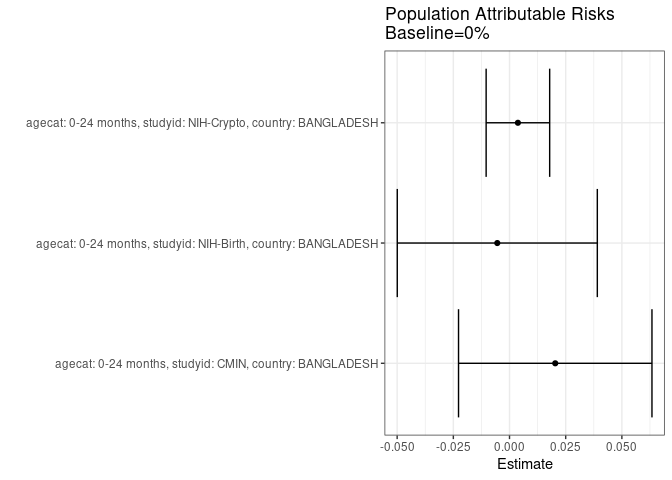 Population Attributable Risks
Baseline=0%
agecat: 0-24 months, studyid: NIH-Crypto, country: BANGLADESH
agecat: 0-24 months, studyid: NIH-Birth, country: BANGLADESH
agecat: 0-24 months, studyid: CMIN, country: BANGLADESH
-0.050 -0.025 0.000 0.025 0.050
Estimate